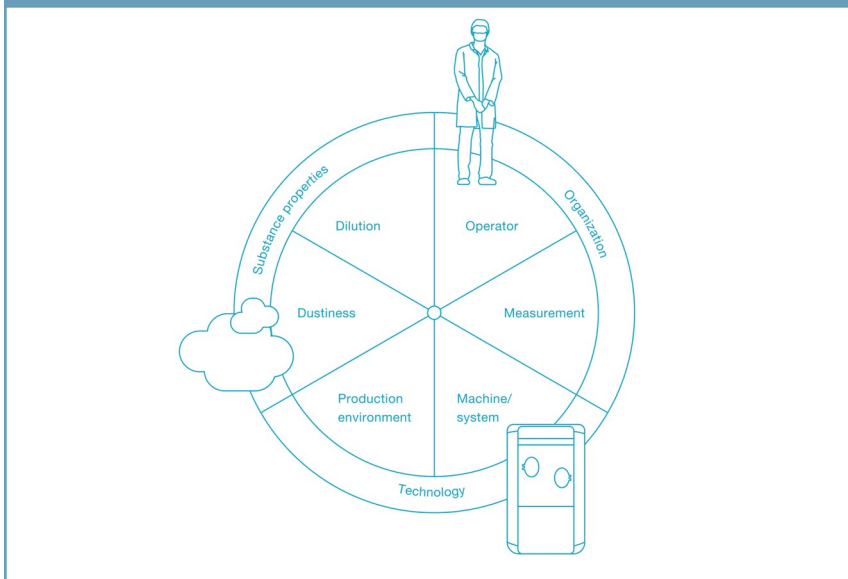 Substance properties
Organization
Dilution
Operator
Dustiness
Measurement
Production
environment
Machine/
system
Technology